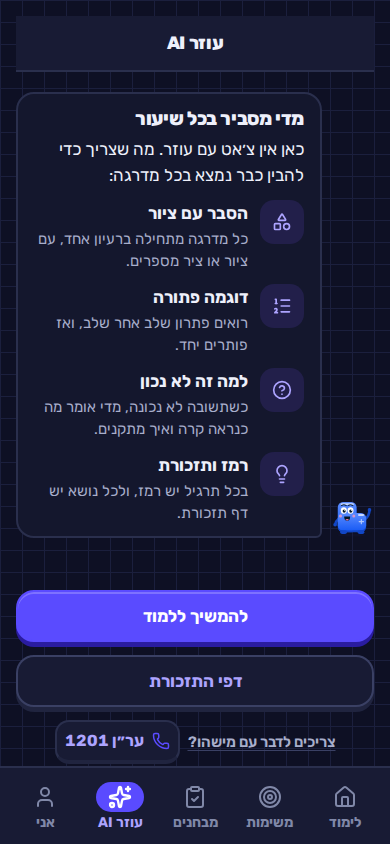 עוזר AI
מדי מסביר בכל שיעור
כאן אין צ׳אט עם עוזר. מה שצריך כדי
להבין כבר נמצא בכל מדרגה:
הסבר עם ציור
כל מדרגה מתחילה ברעיון אחד, עם
ציור או ציר מספרים.
דוגמה פתורה
רואים פתרון שלב אחר שלב, ואז
פותרים יחד.
למה זה לא נכון
כשתשובה לא נכונה, מדי אומר מה
כנראה קרה ואיך מתקנים.
רמז ותזכורת
בכל תרגיל יש רמז, ולכל נושא יש
דף תזכורת.
להמשיך ללמוד
דפי התזכורת
צריכים לדבר עם מישהו? ער״ן 1201
לימוד משימות מבחנים עוזר AI אני